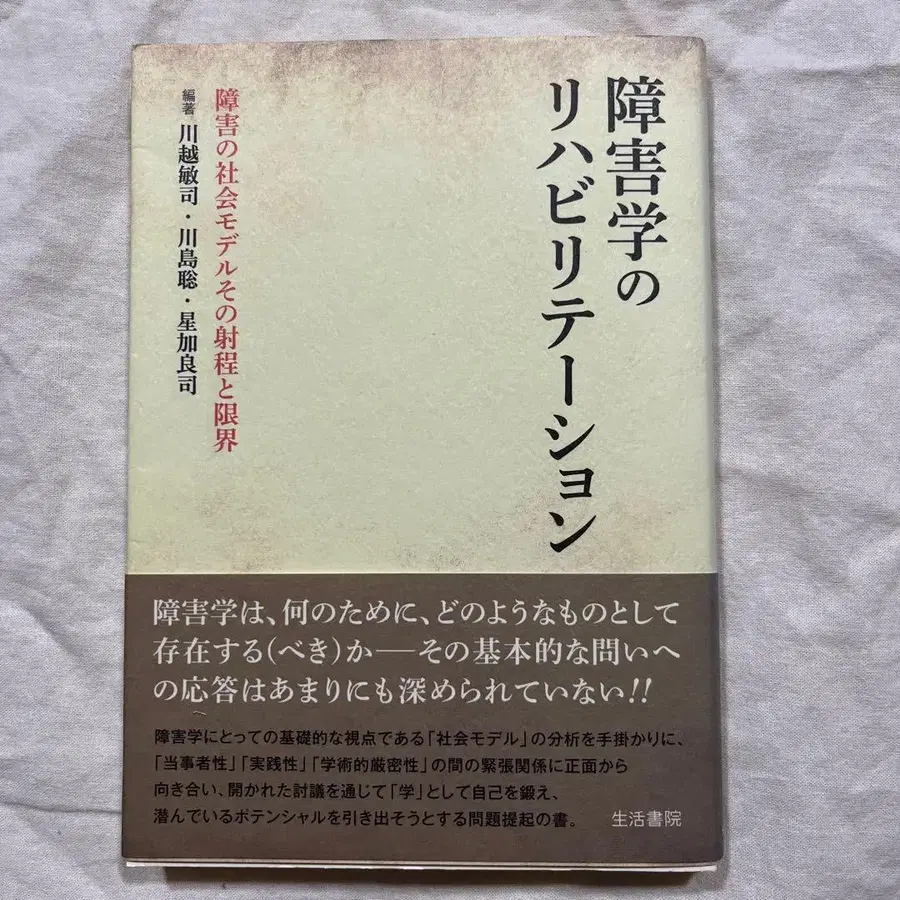 障害学の
リハビリテーション
障害の社会モデルその射程と限界
編著 川越敏司・川島聡・星加良司
障害学は、何のために、どのようなものとして
存在する(べき)か──その基本的な問いへ
の応答はあまりにも深められていない!!
障害学にとっての基礎的な視点である「社会モデル」の分析を手掛かりに、
「当事者性」「実践性」「学術的厳密性」の間の緊張関係に正面から
向き合い、開かれた討議を通じて「学」として自己を鍛え、
潜んでいるポテンシャルを引き出そうとする問題提起の書。
生活書院